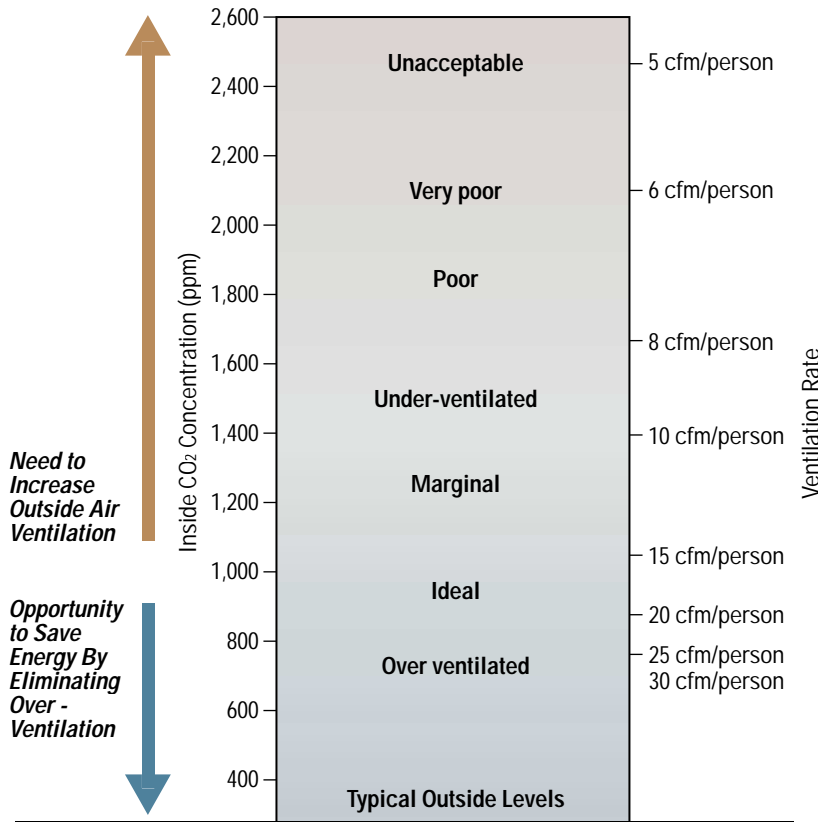 2,600
2,400
2,200
2,000
1,800
1,600
1,400
1,200
1,000
800
600
400
Inside CO₂ Concentration (ppm)
Need to
Increase
Outside Air
Ventilation
Opportunity
to Save
Energy By
Eliminating
Over -
Ventilation
Unacceptable
Very poor
Poor
Under-ventilated
Marginal
Ideal
Over ventilated
Typical Outside Levels
5 cfm/person
6 cfm/person
8 cfm/person
10 cfm/person
15 cfm/person
20 cfm/person
25 cfm/person
30 cfm/person
Ventilation Rate